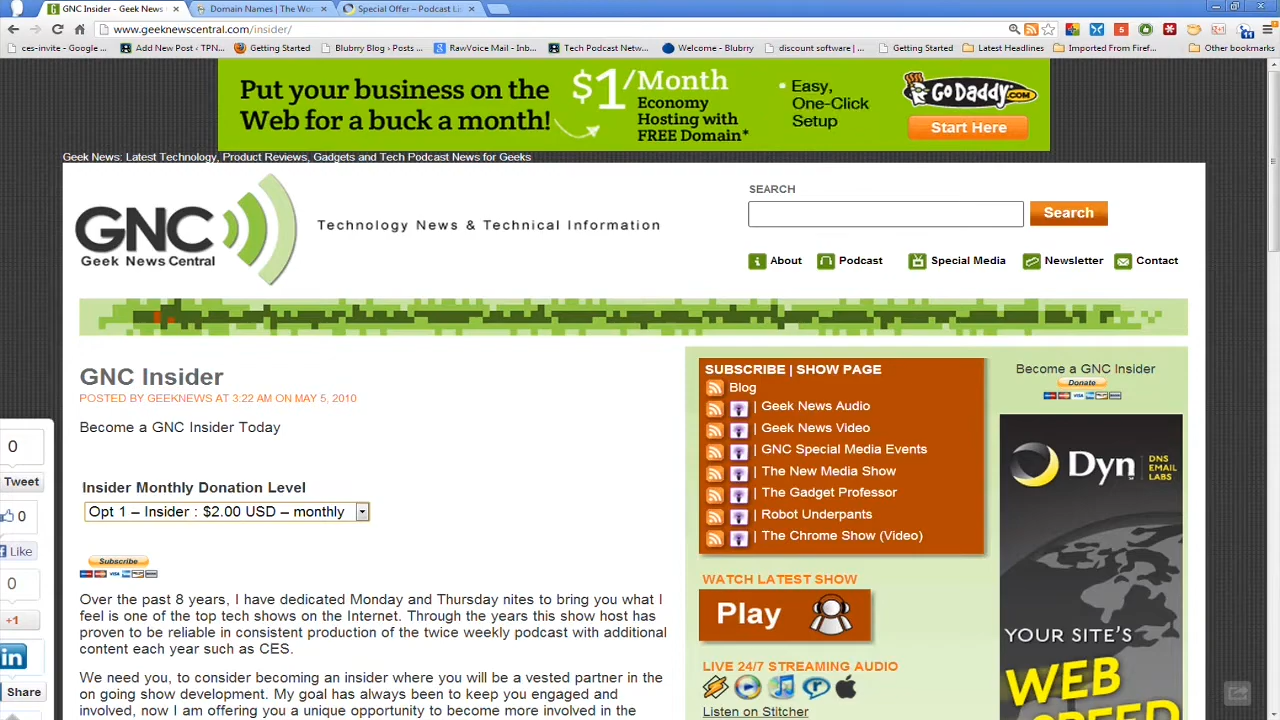 GNC Insider - Geek News
Domain Names | The Wor
Special Offer – Podcast L
www.geeknewscentral.com/insider/
ces-invite - Google ...
Add New Post ‹ TPN...
Getting Started
Blubrry Blog › Posts ...
RawVoice Mail - Inb...
Tech Podcast Netw...
Welcome - Blubrry
discount software | ...
Getting Started
Latest Headlines
Imported From Firef...
Other bookmarks
Put your business on the
Web for a buck a month!
$1/Month
Economy
Hosting with
FREE Domain*
• Easy,
One-Click
Setup
GoDaddy.COM
Start Here
Geek News: Latest Technology, Product Reviews, Gadgets and Tech Podcast News for Geeks
GNC
Geek News Central
Technology News & Technical Information
SEARCH
Search
About
Podcast
Special Media
Newsletter
Contact
GNC Insider
POSTED BY GEEKNEWS AT 3:22 AM ON MAY 5, 2010
Become a GNC Insider Today
Insider Monthly Donation Level
Opt 1 – Insider : $2.00 USD – monthly
Subscribe
Over the past 8 years, I have dedicated Monday and Thursday nites to bring you what I
feel is one of the top tech shows on the Internet. Through the years this show host has
proven to be reliable in consistent production of the twice weekly podcast with additional
content each year such as CES.
We need you, to consider becoming an insider where you will be a vested partner in the
on going show development. My goal has always been to keep you engaged and
involved, now I am offering you a unique opportunity to become more involved in the
0
Tweet
0
Like
0
+1
in
Share
SUBSCRIBE | SHOW PAGE
Blog
| Geek News Audio
| Geek News Video
| GNC Special Media Events
| The New Media Show
| The Gadget Professor
| Robot Underpants
| The Chrome Show (Video)
WATCH LATEST SHOW
Play
LIVE 24/7 STREAMING AUDIO
Listen on Stitcher
Become a GNC Insider
Donate
Dyn
DNS
EMAIL
LABS
YOUR SITE'S
WEB
SPEED